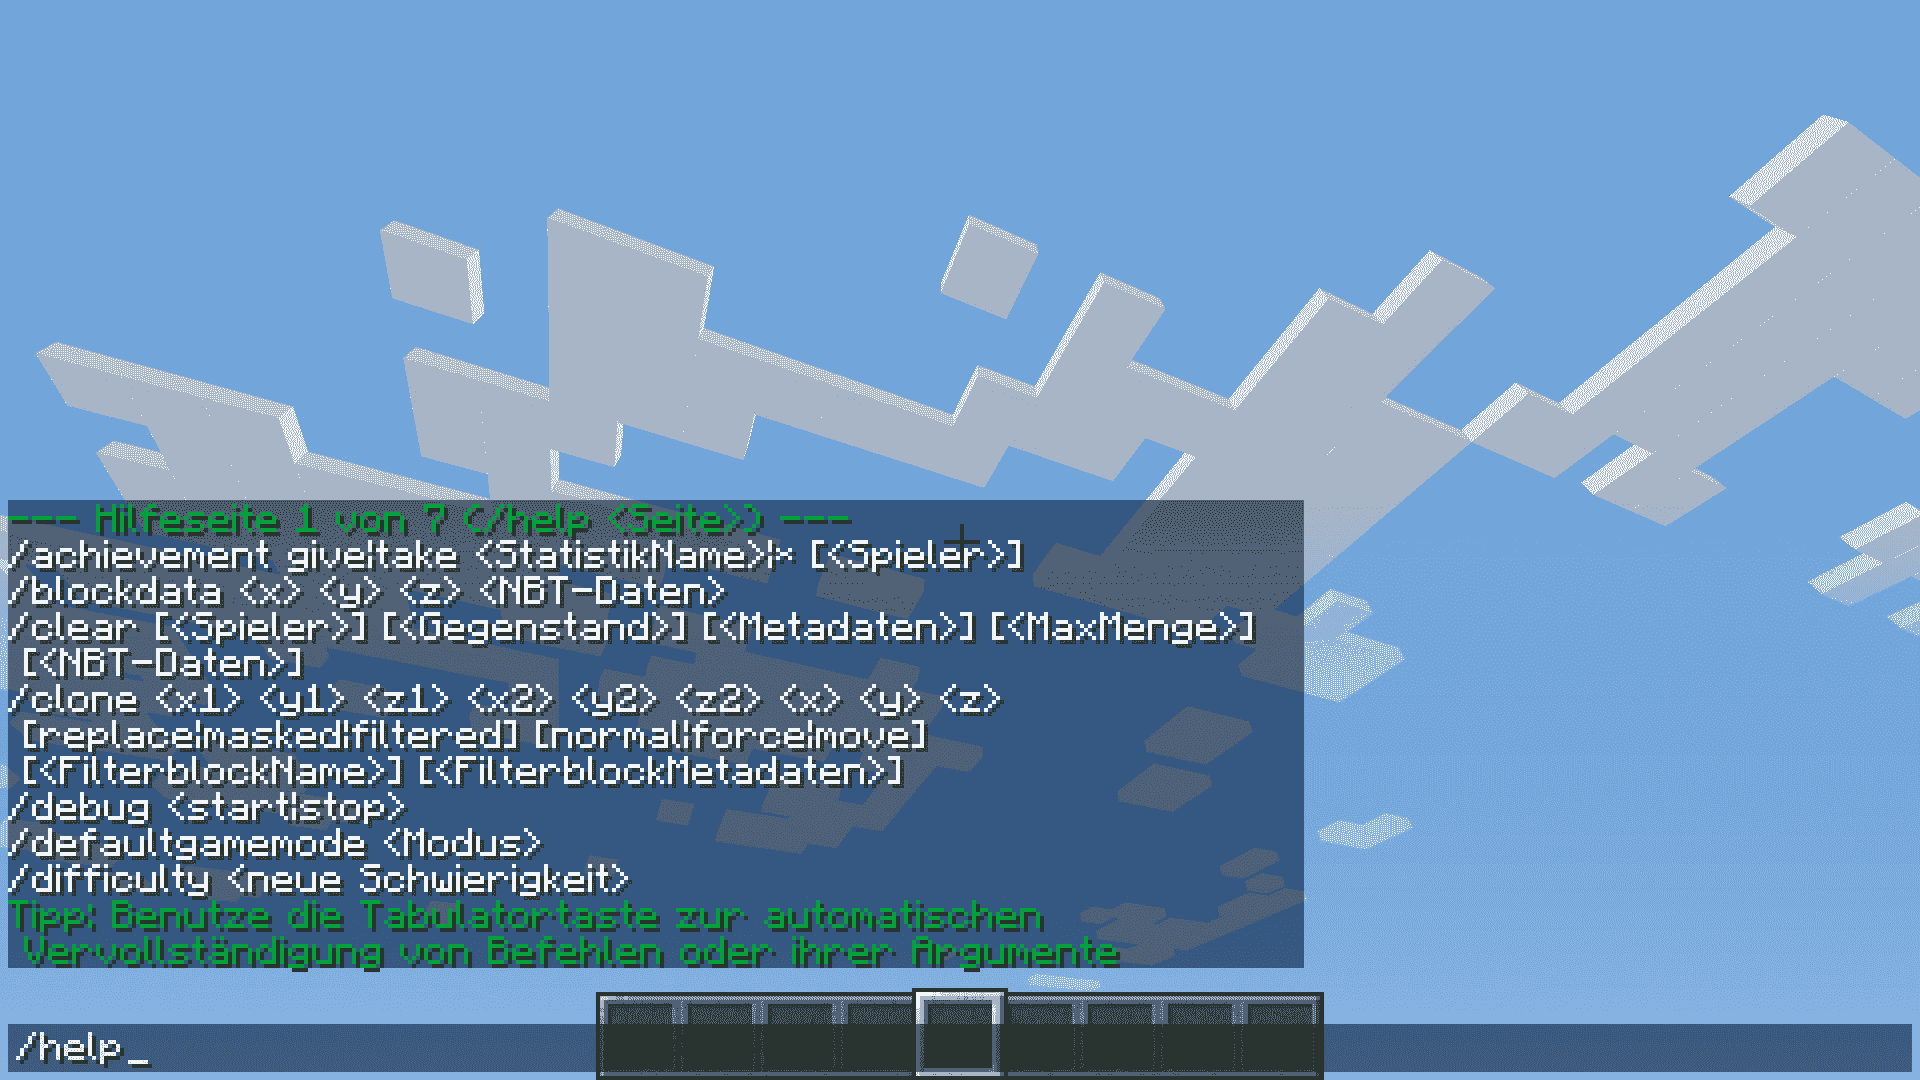 --- Hilfeseite 1 von 7 (/help <Seite>) ---
/achievement give|take <StatistikName>|* [<Spieler>]
/blockdata <x> <y> <z> <NBT-Daten>
/clear [<Spieler>] [<Gegenstand>] [<Metadaten>] [<MaxMenge>]
[<NBT-Daten>]
/clone <x1> <y1> <z1> <x2> <y2> <z2> <x> <y> <z>
[replace|masked|filtered] [normal|force|move]
[<FilterblockName>] [<FilterblockMetadaten>]
/debug <start|stop>
/defaultgamemode <Modus>
/difficulty <neue Schwierigkeit>
Tipp: Benutze die Tabulatortaste zur automatischen
Vervollständigung von Befehlen oder ihrer Argumente
/help_